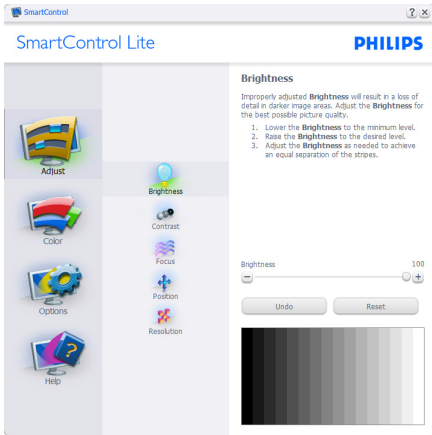 SmartControl
? ×
SmartControl Lite
PHILIPS
Adjust
Color
Options
Help
Brightness
Contrast
Focus
Position
Resolution
Brightness
Improperly adjusted Brightness will result in a loss of
detail in darker image areas. Adjust the Brightness for
the best possible picture quality.
1. Lower the Brightness to the minimum level.
2. Raise the Brightness to the desired level.
3. Adjust the Brightness as needed to achieve
an equal separation of the stripes.
Brightness 100
Undo
Reset